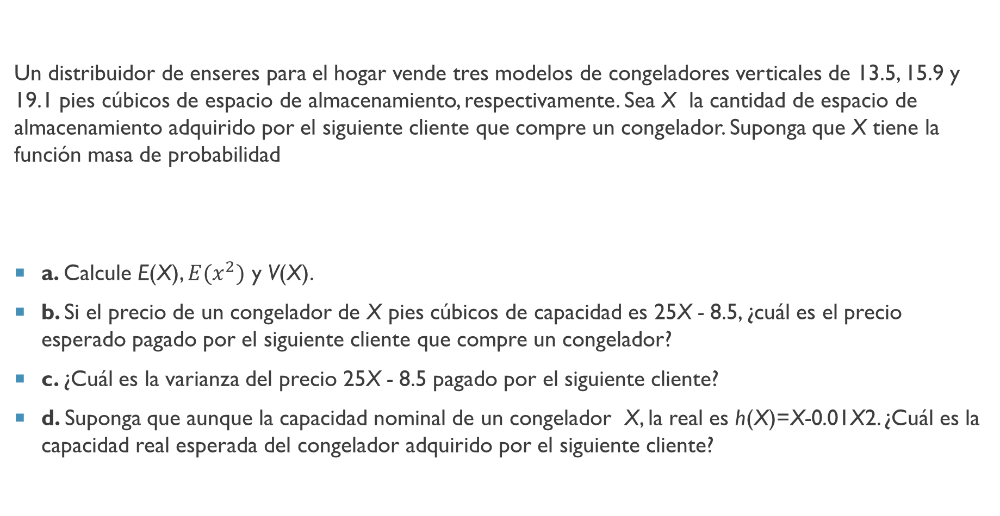 Un distribuidor de enseres para el hogar vende tres modelos de congeladores verticales de 13.5, 15.9 y
19.1 pies cúbicos de espacio de almacenamiento, respectivamente. Sea X la cantidad de espacio de
almacenamiento adquirido por el siguiente cliente que compre un congelador. Suponga que X tiene la
función masa de probabilidad
▪ a. Calcule E(X), E(x²) y V(X).
▪ b. Si el precio de un congelador de X pies cúbicos de capacidad es 25X - 8.5, ¿cuál es el precio
esperado pagado por el siguiente cliente que compre un congelador?
▪ c. ¿Cuál es la varianza del precio 25X - 8.5 pagado por el siguiente cliente?
▪ d. Suponga que aunque la capacidad nominal de un congelador X, la real es h(X)=X-0.01X2. ¿Cuál es la
capacidad real esperada del congelador adquirido por el siguiente cliente?